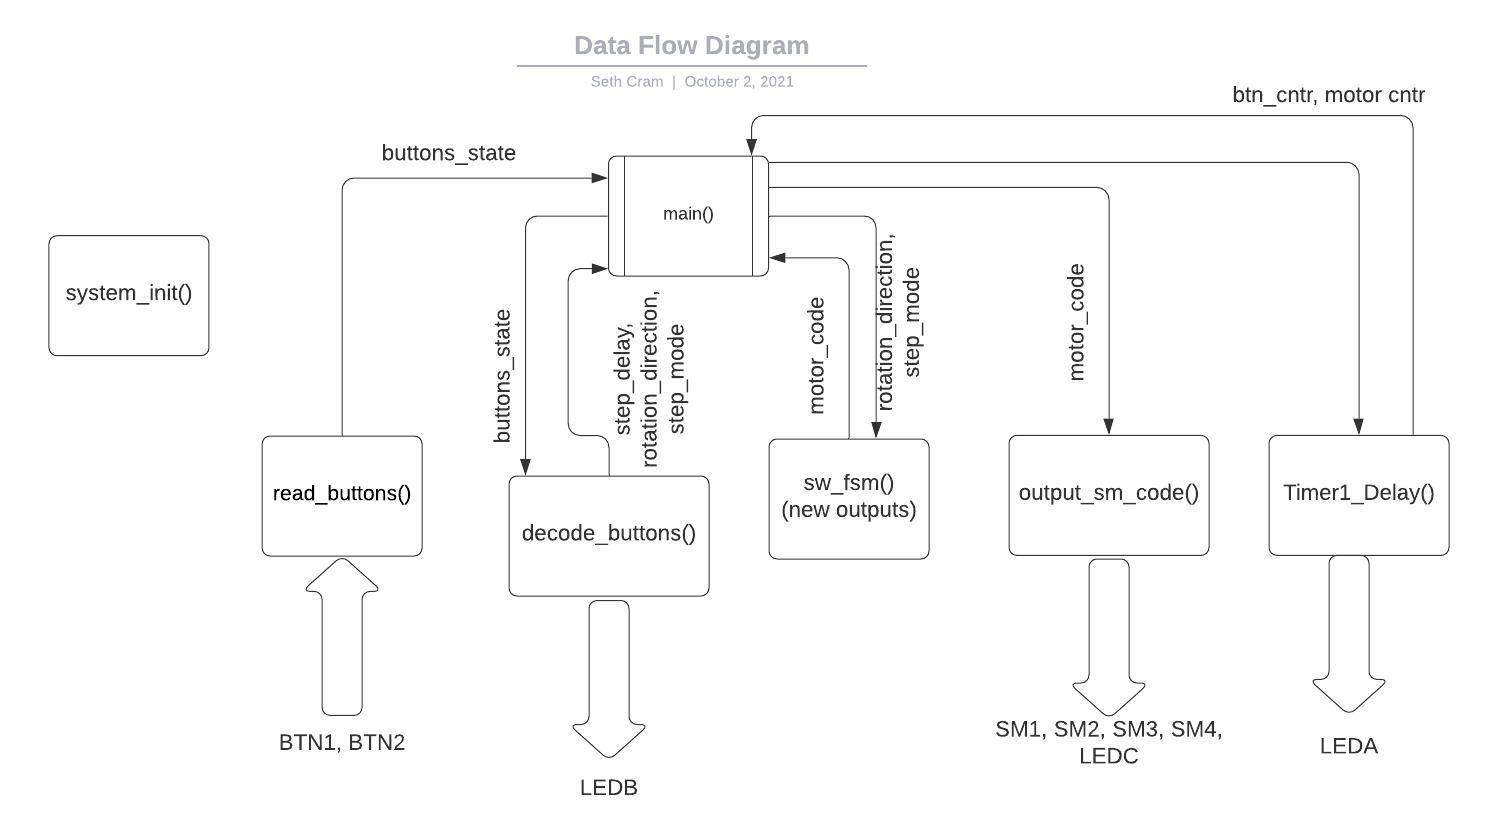 Data Flow Diagram
Seth Cram | October 2, 2021
btn_cntr, motor cntr
buttons_state
main()
system_init()
buttons_state
step_delay,
rotation_direction,
step_mode
motor_code
rotation_direction,
step_mode
motor_code
read_buttons()
decode_buttons()
sw_fsm()
(new outputs)
output_sm_code()
Timer1_Delay()
BTN1, BTN2
LEDB
SM1, SM2, SM3, SM4,
LEDC
LEDA